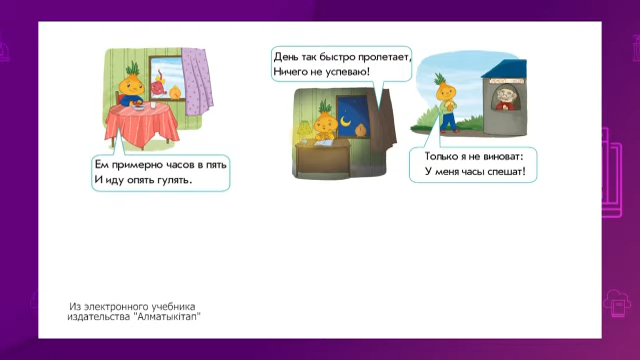 Ем примерно часов в пять
И иду опять гулять.
День так быстро пролетает,
Ничего не успеваю!
Только я не виноват:
У меня часы спешат!
Из электронного учебника
издательства "Алматыкітап"